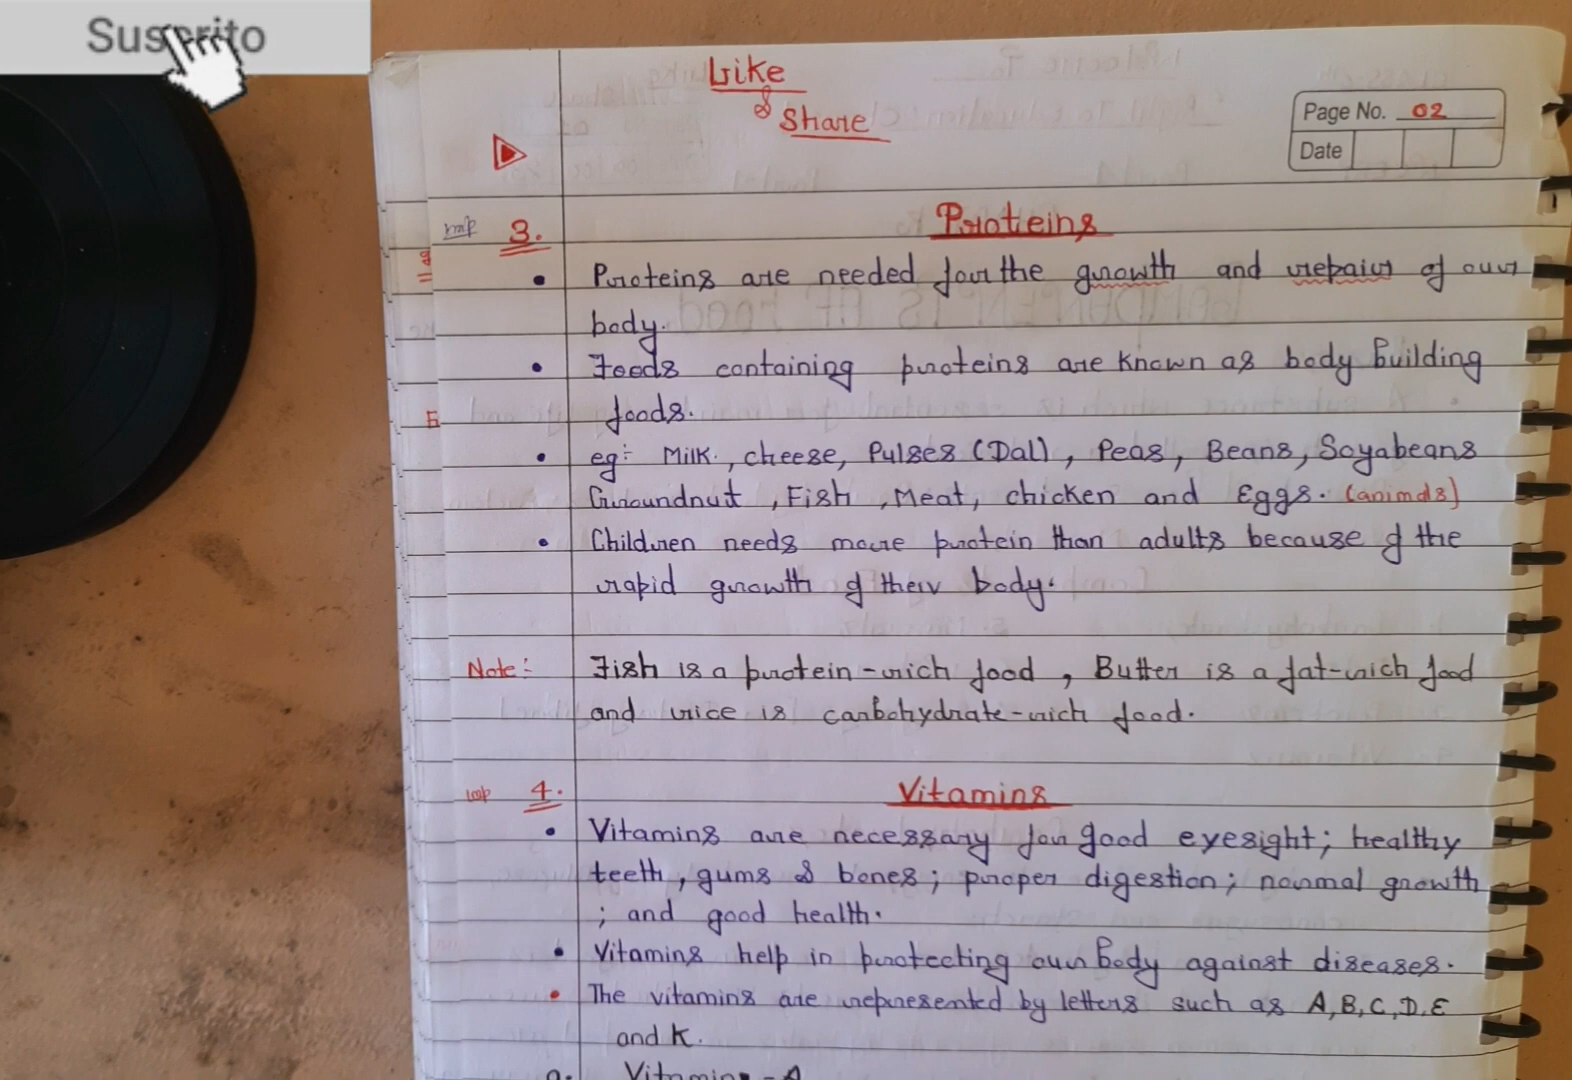 Suscrito
Like
& Share
Page No. 02
Date
imp 3. Proteins
• Proteins are needed for the growth and repair of our
body.
• Foods containing proteins are known as body building
foods.
• eg:- Milk, cheese, Pulses (Dal), Peas, Beans, Soyabeans
Groundnut, Fish, Meat, chicken and Eggs. (animals)
• Children needs more protein than adults because of the
rapid growth of their body.
Note:- Fish is a protein-rich food, Butter is a fat-rich food
and rice is carbohydrate-rich food.
imp 4. Vitamins
• Vitamins are necessary for good eyesight; healthy
teeth, gums & bones; proper digestion; normal growth
; and good health.
• Vitamins help in protecting our body against diseases.
• The vitamins are represented by letters such as A, B, C, D, E
and K.
a. Vitamins - A